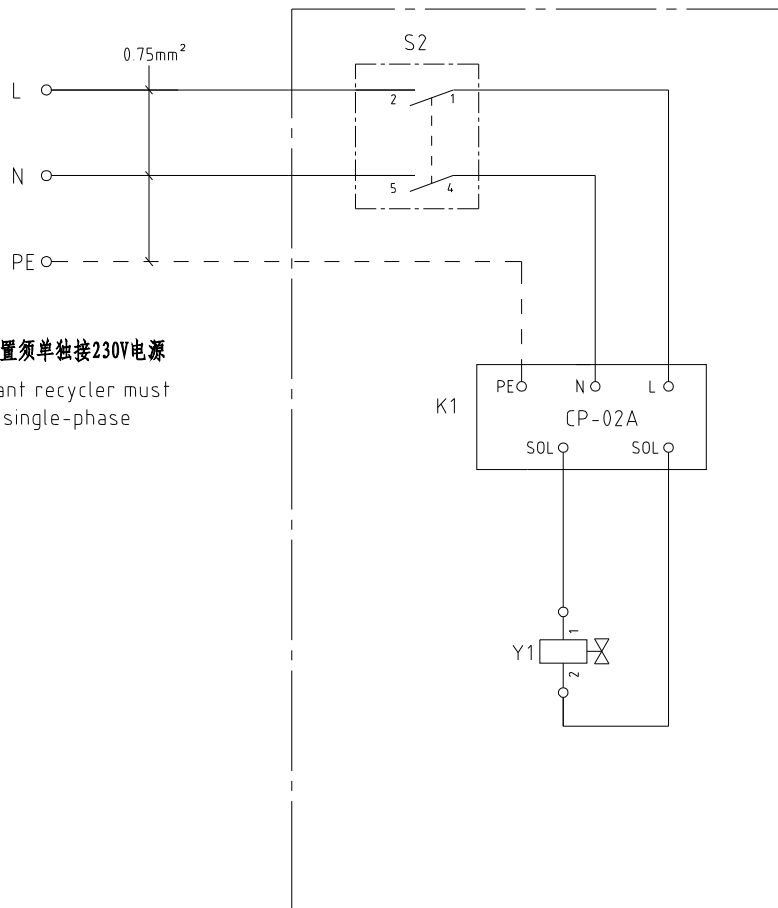 S2
0.75mm²
L
2
1
N
5
4
PE
置须单独接230V电源
ant recycler must
single-phase
K1
PE N L
CP-02A
SOL SOL
1
Y1
2